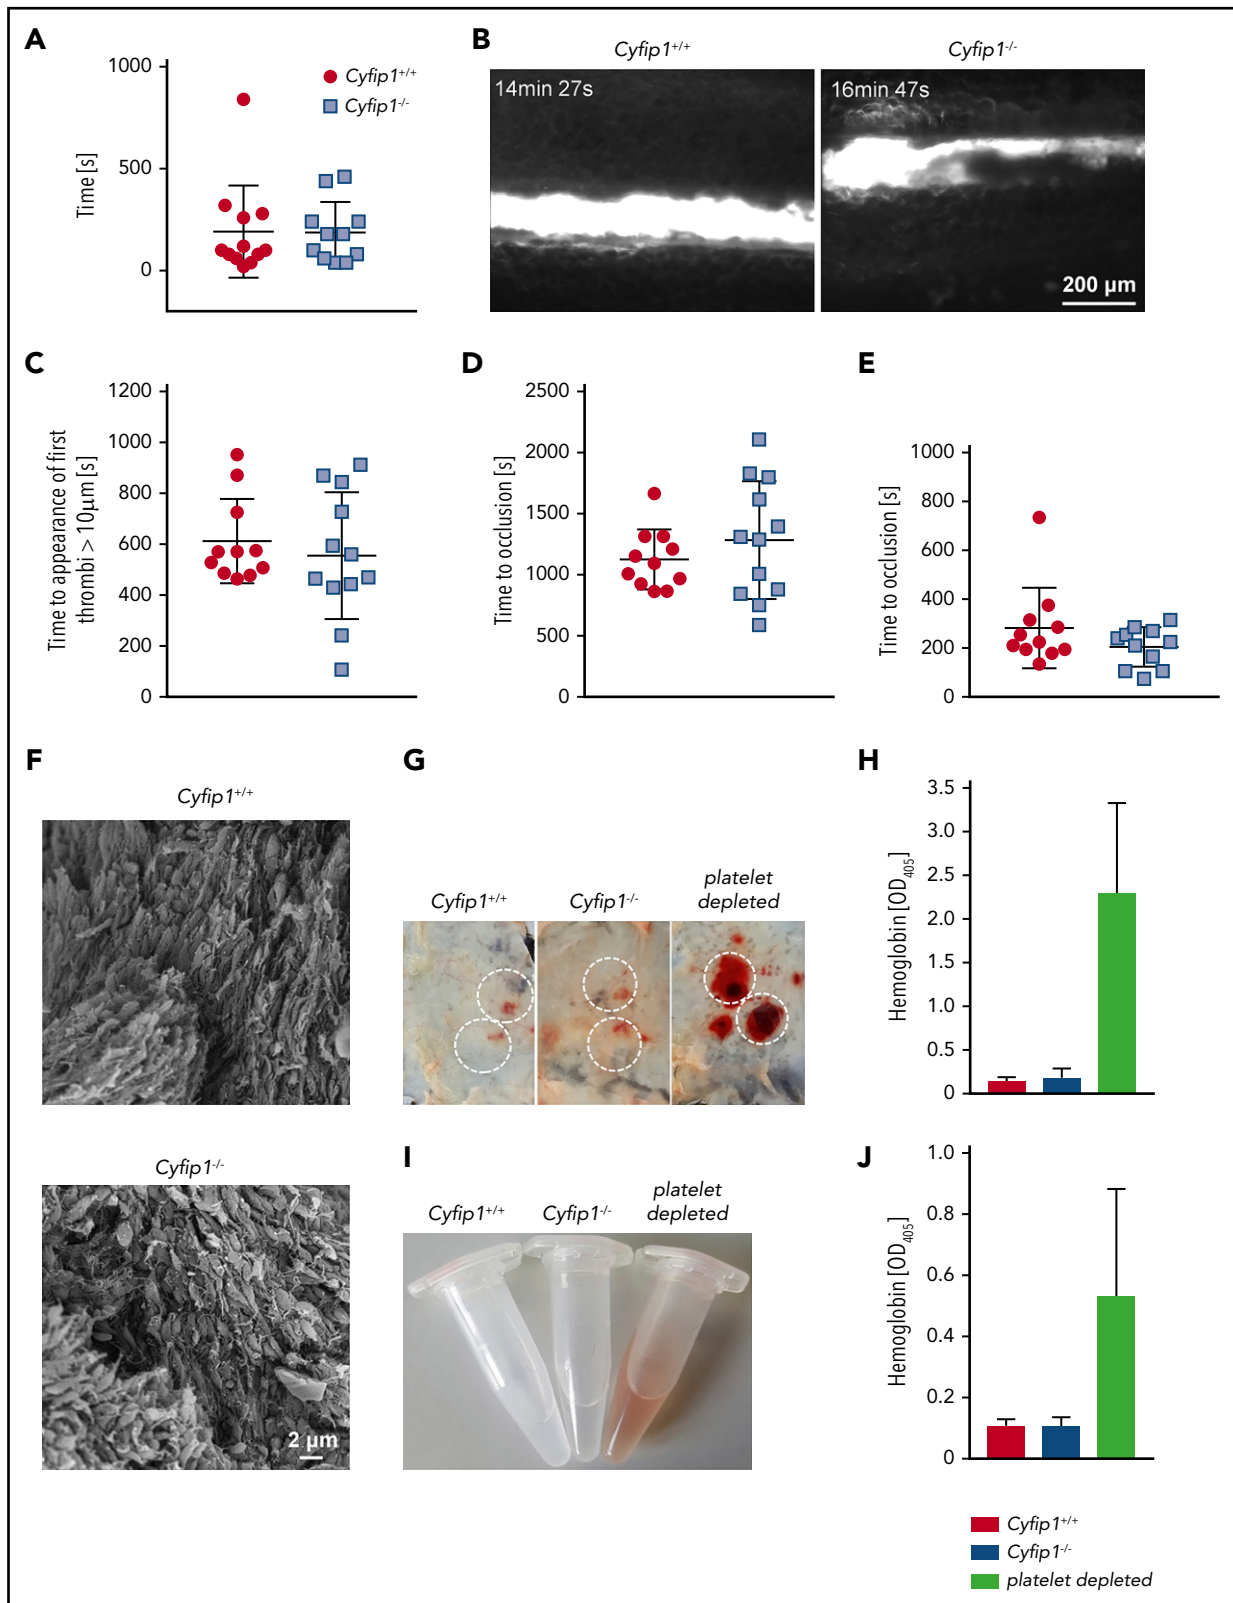 A
1000
500
0
Time [s]
Cyfip1+/+
Cyfip1-/-
B
Cyfip1+/+
Cyfip1-/-
14min 27s
16min 47s
200 µm
C
1200
1000
800
600
400
200
0
Time to appearance of first
thrombi > 10µm [s]
D
2500
2000
1500
1000
500
0
Time to occlusion [s]
E
1000
800
600
400
200
0
Time to occlusion [s]
F
Cyfip1+/+
Cyfip1-/-
2 µm
G
Cyfip1+/+
Cyfip1-/-
platelet
depleted
H
3.5
3.0
2.5
2.0
1.5
1.0
0.5
0
Hemoglobin [OD405]
I
Cyfip1+/+
Cyfip1-/-
platelet
depleted
J
1.0
0.8
0.6
0.4
0.2
0
Hemoglobin [OD405]
Cyfip1+/+
Cyfip1-/-
platelet depleted